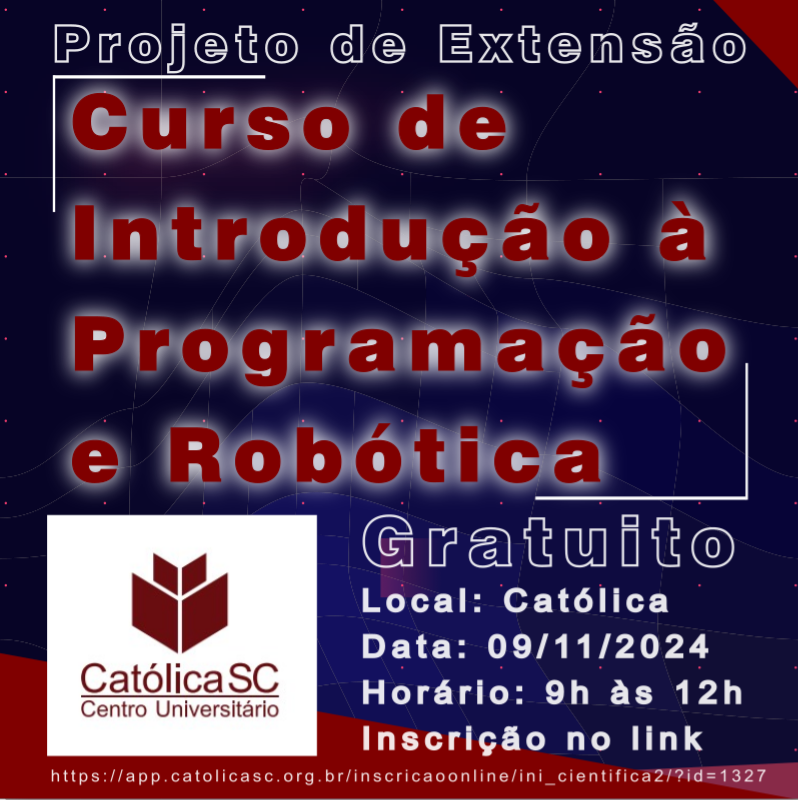 Projeto de Extensão
Curso de
Introdução à
Programação
e Robótica
Gratuito
Local: Católica
Data: 09/11/2024
Horário: 9h às 12h
Inscrição no link
CatólicaSC
Centro Universitário
https://app.catolicasc.org.br/inscricaoonline/ini_cientifica2/?id=1327